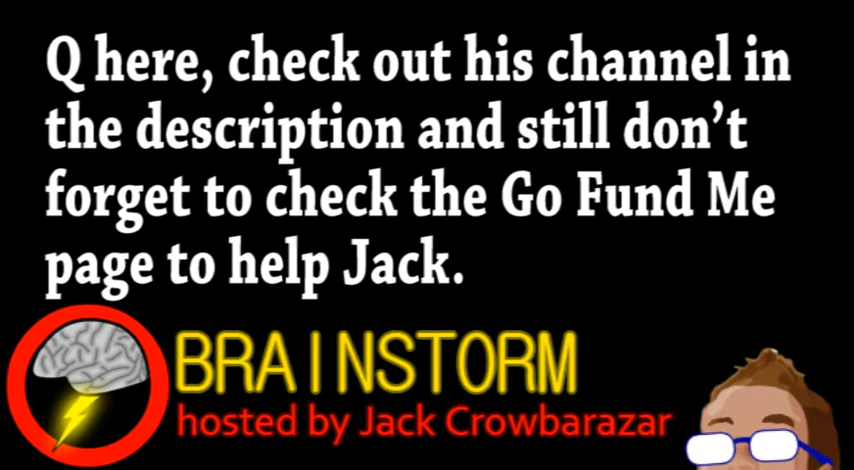 Q here, check out his channel in
the description and still don’t
forget to check the Go Fund Me
page to help Jack.
BRAINSTORM
hosted by Jack Crowbarazar